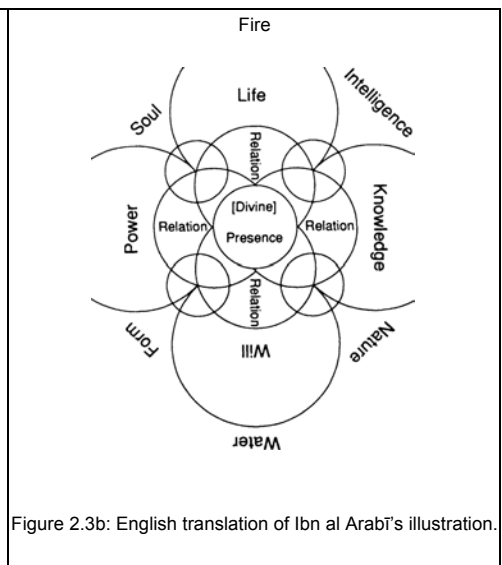 Fire
Life
Soul
Intelligence
Relation
Power
Relation
[Divine]
Presence
Relation
Knowledge
Relation
Form
Will
Nature
Water
Figure 2.3b: English translation of Ibn al Arabī's illustration.